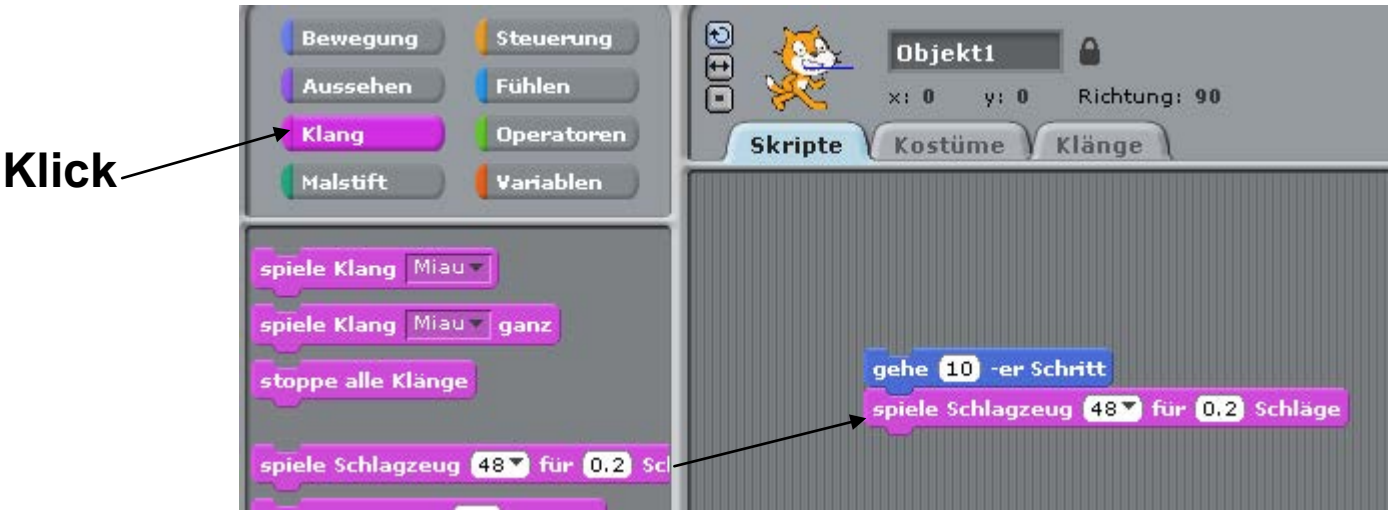 Klick
Bewegung
Steuerung
Aussehen
Fühlen
Klang
Operatoren
Malstift
Variablen
spiele Klang Miau
spiele Klang Miau ganz
stoppe alle Klänge
spiele Schlagzeug 48 für 0.2 Scl
Objekt1
x: 0 y: 0 Richtung: 90
Skripte Kostüme Klänge
gehe 10 -er Schritt
spiele Schlagzeug 48 für 0.2 Schläge